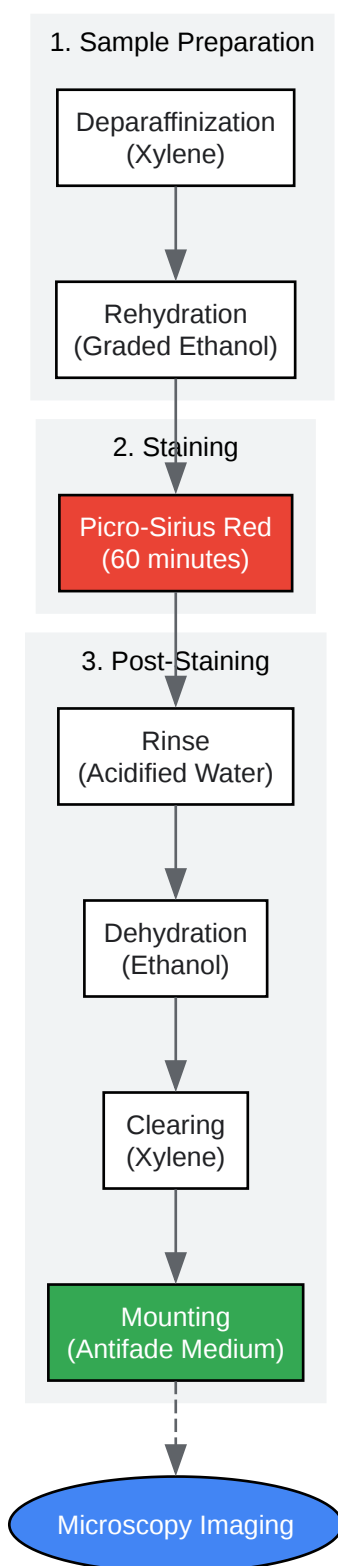 1. Sample Preparation
Deparaffinization
(Xylene)
Rehydration
(Graded Ethanol)
2. Staining
Picro-Sirius Red
(60 minutes)
3. Post-Staining
Rinse
(Acidified Water)
Dehydration
(Ethanol)
Clearing
(Xylene)
Mounting
(Antifade Medium)
Microscopy Imaging